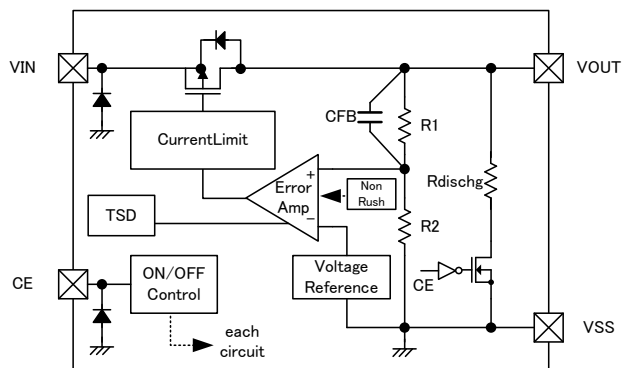 VIN
VOUT
CFB
R1
CurrentLimit
Error
Amp
+
−
Non
Rush
Rdischg
TSD
R2
CE
ON/OFF
Control
Voltage
Reference
CE
each
circuit
VSS